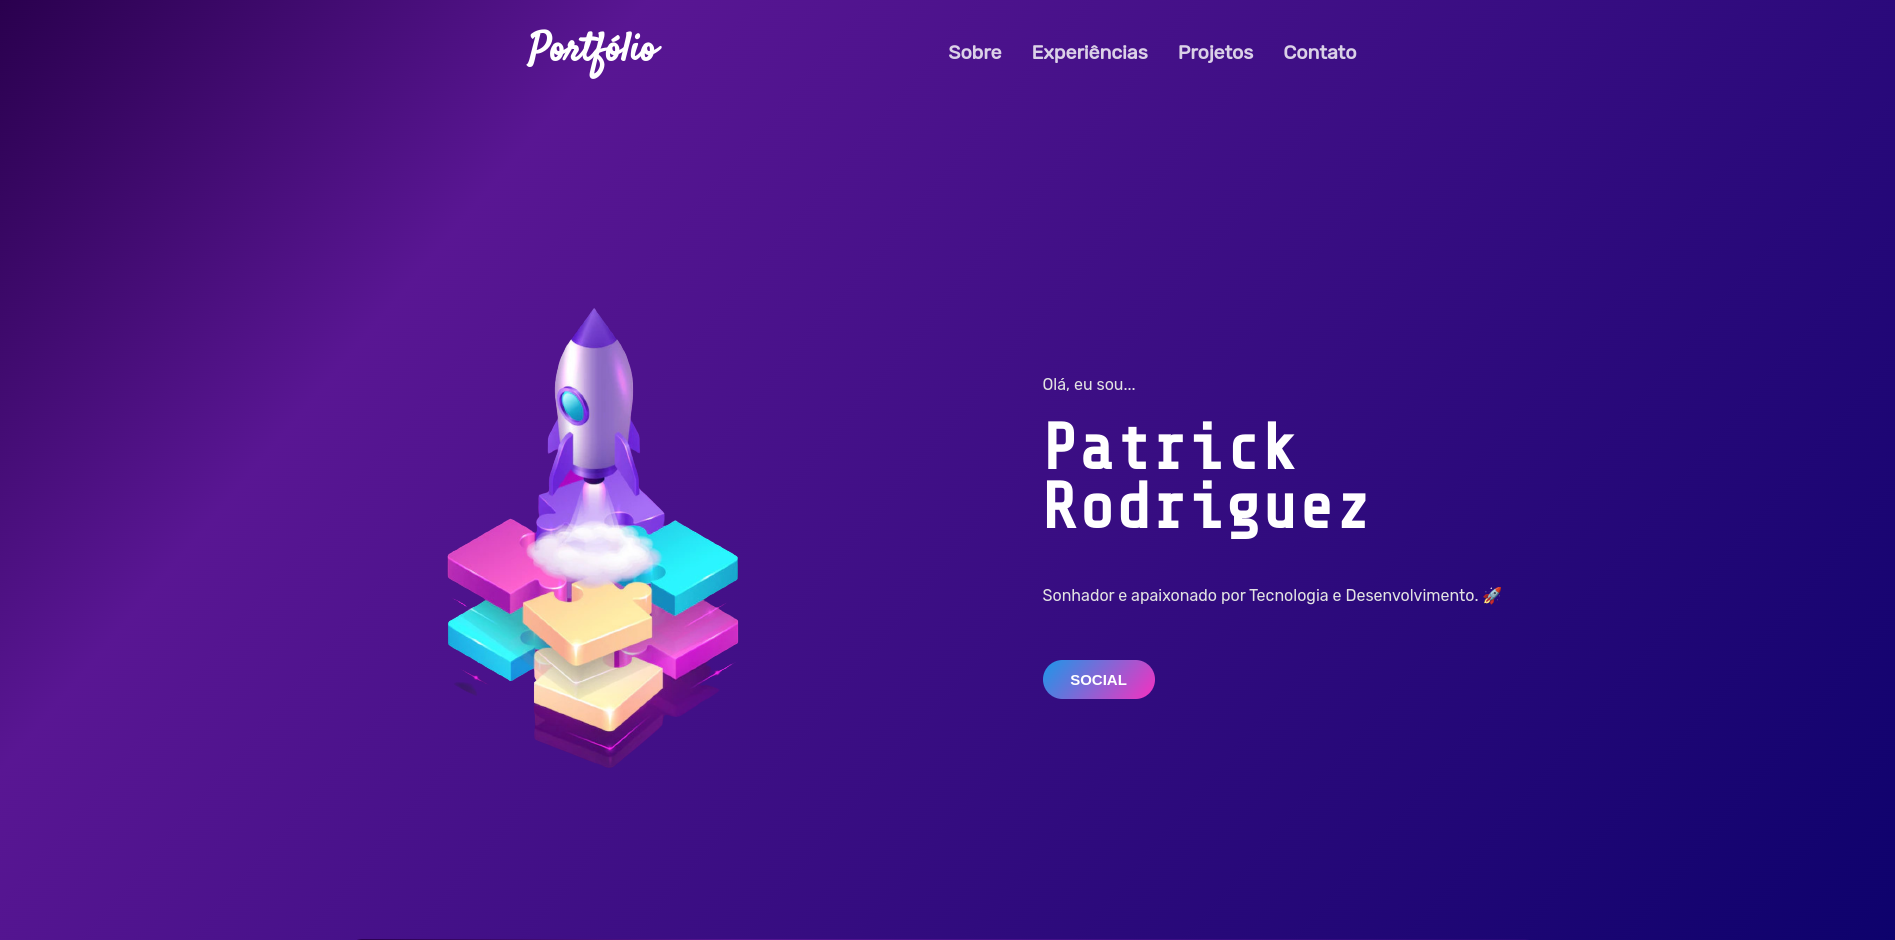 Portfólio
Sobre Experiências Projetos Contato
Olá, eu sou...
Patrick
Rodriguez
Sonhador e apaixonado por Tecnologia e Desenvolvimento. 🚀
SOCIAL